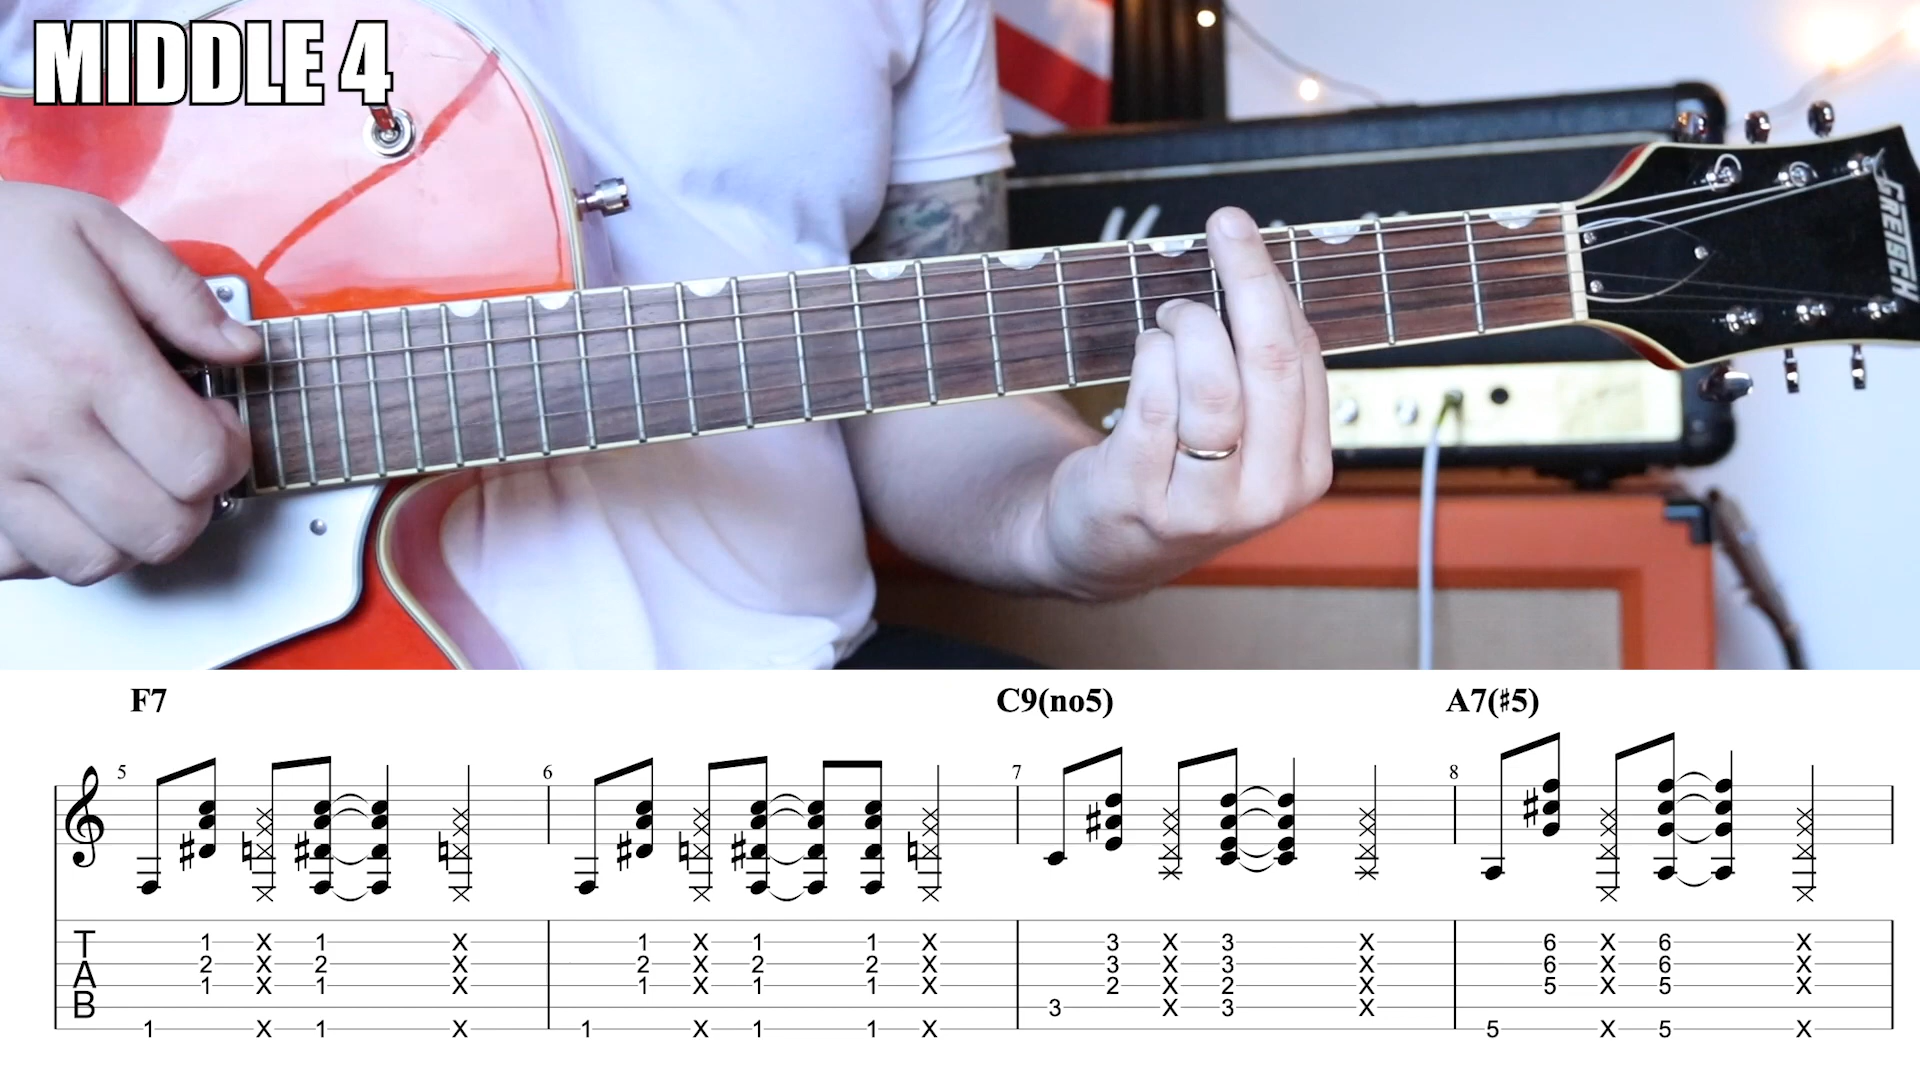 MIDDLE 4
GRETSCH
F7 C9(no5) A7(♯5)
5 6 7 8
T 1 X 1 X 1 X 1 1 X 3 X 3 X 6 X 6 X
2 X 2 X 2 X 2 2 X 3 X 3 X 6 X 6 X
A 1 X 1 X 1 X 1 1 X 2 X 2 X 5 X 5 X
B 3 X 3 X
1 X 1 X 1 X 1 1 X 5 X 5 X